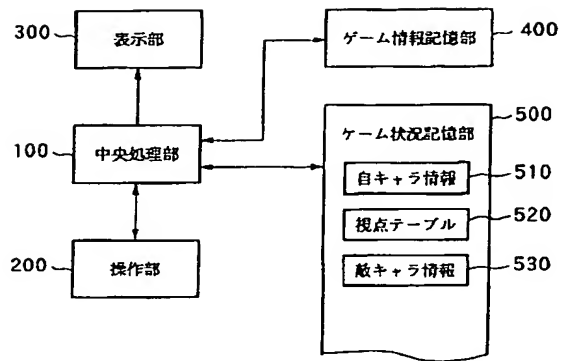 300
表示部
ゲーム情報記憶部
400
100
中央処理部
500
ゲーム状況記憶部
自キャラ情報
510
視点テーブル
520
200
操作部
敵キャラ情報
530